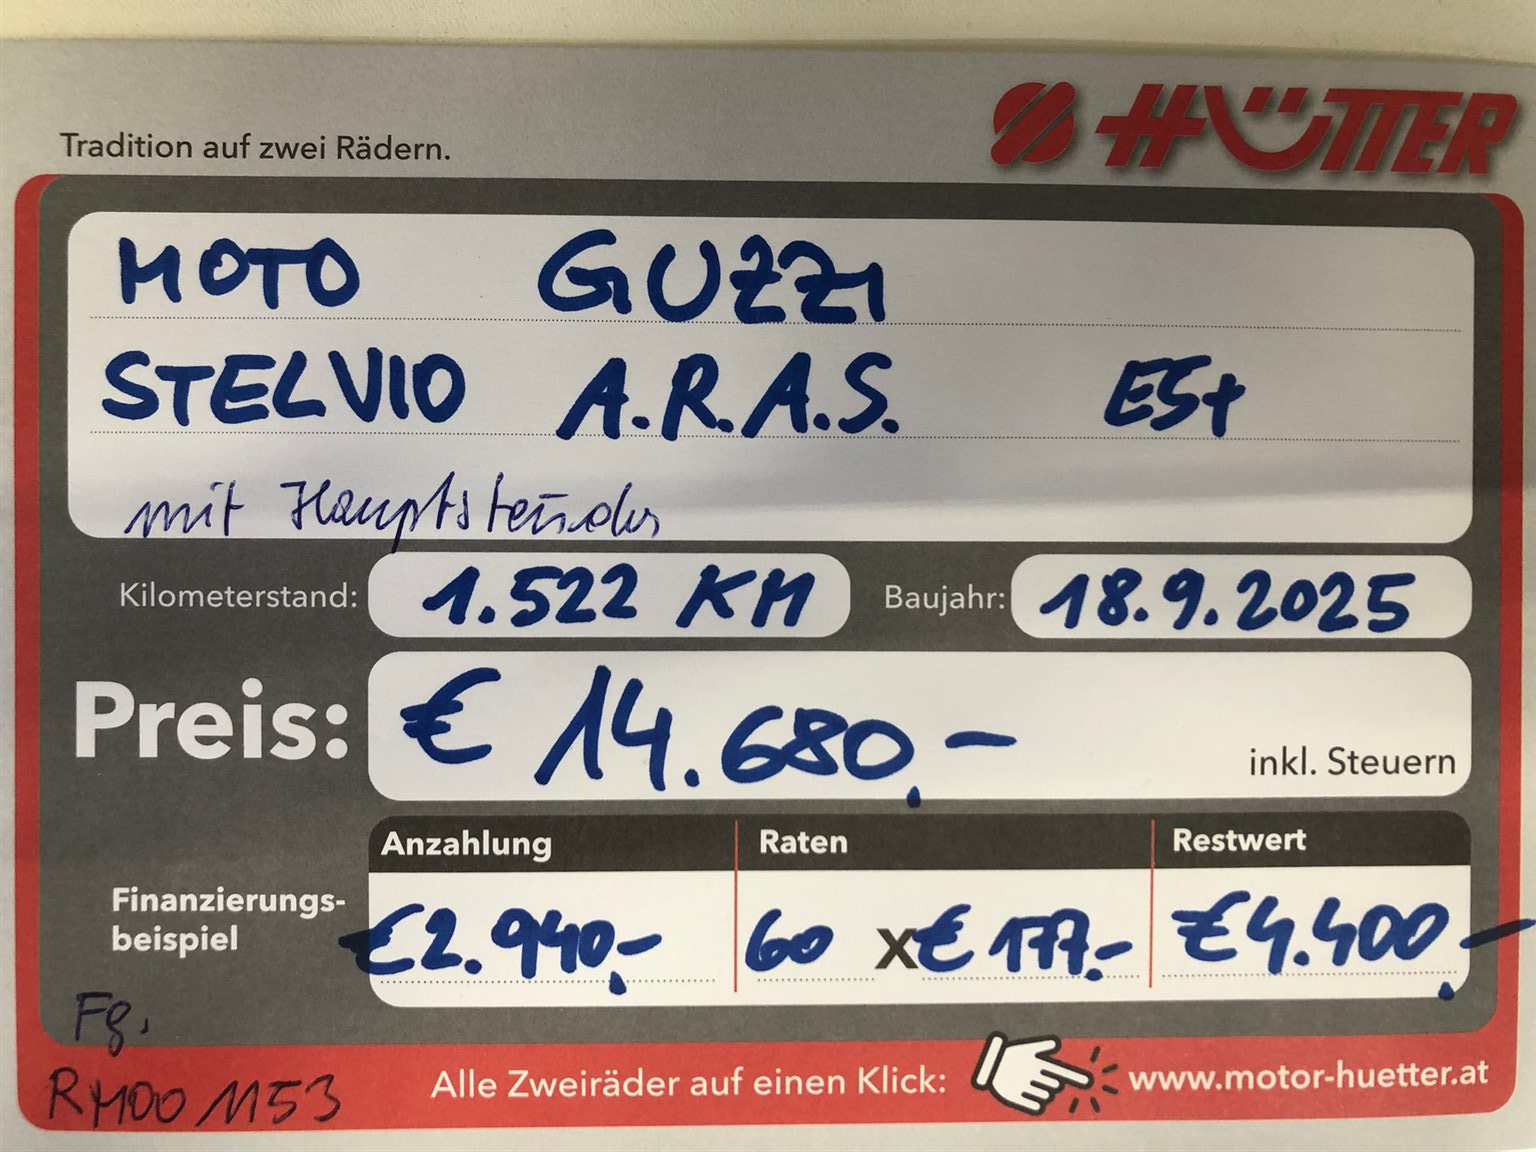 Tradition auf zwei Rädern.
HÜTTER
MOTO GUZZI
STELVIO A.R.A.S. E5+
mit Hauptständer
Kilometerstand: 1.522 KM Baujahr: 18.9.2025
Preis: € 14.680,- inkl. Steuern
Anzahlung Raten Restwert
Finanzierungs-
beispiel
€ 2.940,- 60 x € 177.- € 4.400,-
Fg.
RM00 1153
Alle Zweiräder auf einen Klick: www.motor-huetter.at